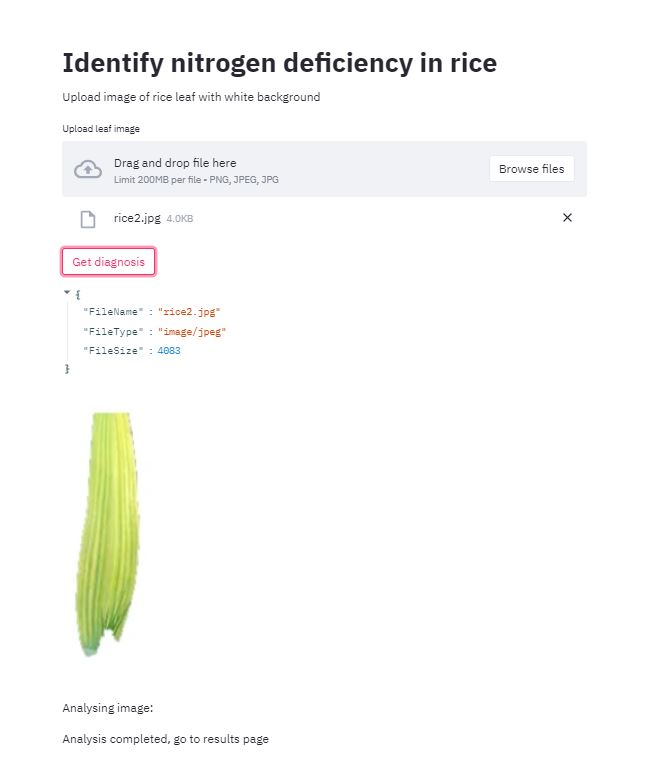 Identify nitrogen deficiency in rice
Upload image of rice leaf with white background
Upload leaf image
Drag and drop file here
Limit 200MB per file • PNG, JPEG, JPG
Browse files
rice2.jpg 4.0KB
Get diagnosis
{
"FileName" : "rice2.jpg"
"FileType" : "image/jpeg"
"FileSize" : 4083
}
Analysing image:
Analysis completed, go to results page